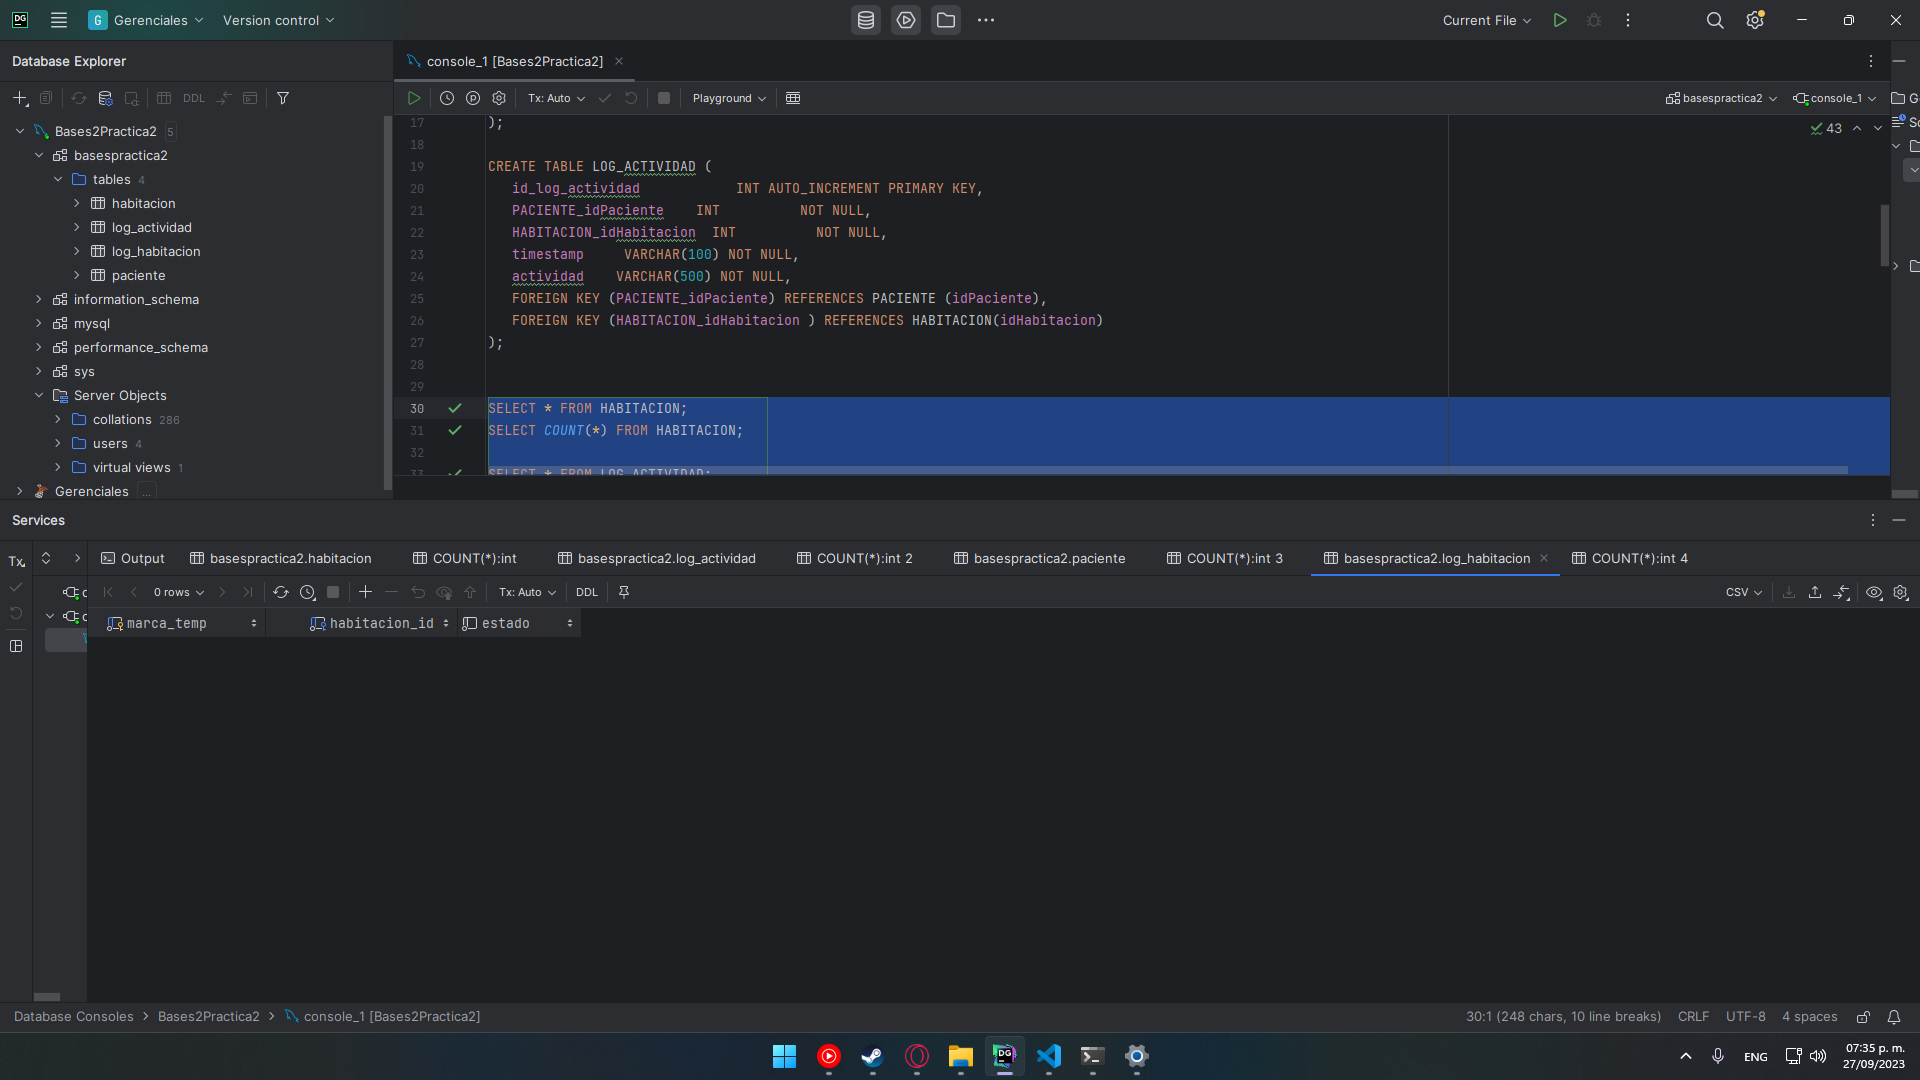 DG
G Gerenciales
Version control
Current File
Database Explorer
console_1 [Bases2Practica2]
DDL
Tx: Auto
Playground
basespractica2
console_1
Bases2Practica2 5
basespractica2
tables 4
habitacion
log_actividad
log_habitacion
paciente
information_schema
mysql
performance_schema
sys
Server Objects
collations 286
users 4
virtual views 1
Gerenciales ...
43
17 );
18
19 CREATE TABLE LOG_ACTIVIDAD (
20 id_log_actividad INT AUTO_INCREMENT PRIMARY KEY,
21 PACIENTE_idPaciente INT NOT NULL,
22 HABITACION_idHabitacion INT NOT NULL,
23 timestamp VARCHAR(100) NOT NULL,
24 actividad VARCHAR(500) NOT NULL,
25 FOREIGN KEY (PACIENTE_idPaciente) REFERENCES PACIENTE (idPaciente),
26 FOREIGN KEY (HABITACION_idHabitacion ) REFERENCES HABITACION(idHabitacion)
27 );
28
29
30 SELECT * FROM HABITACION;
31 SELECT COUNT(*) FROM HABITACION;
32
33 SELECT * FROM LOG_ACTIVIDAD;
Services
Tx
Output
basespractica2.habitacion
COUNT(*):int
basespractica2.log_actividad
COUNT(*):int 2
basespractica2.paciente
COUNT(*):int 3
basespractica2.log_habitacion
COUNT(*):int 4
0 rows
Tx: Auto
DDL
CSV
marca_temp
habitacion_id
estado
Database Consoles > Bases2Practica2 > console_1 [Bases2Practica2]
30:1 (248 chars, 10 line breaks)
CRLF
UTF-8
4 spaces
DG
ENG
07:35 p. m.
27/09/2023